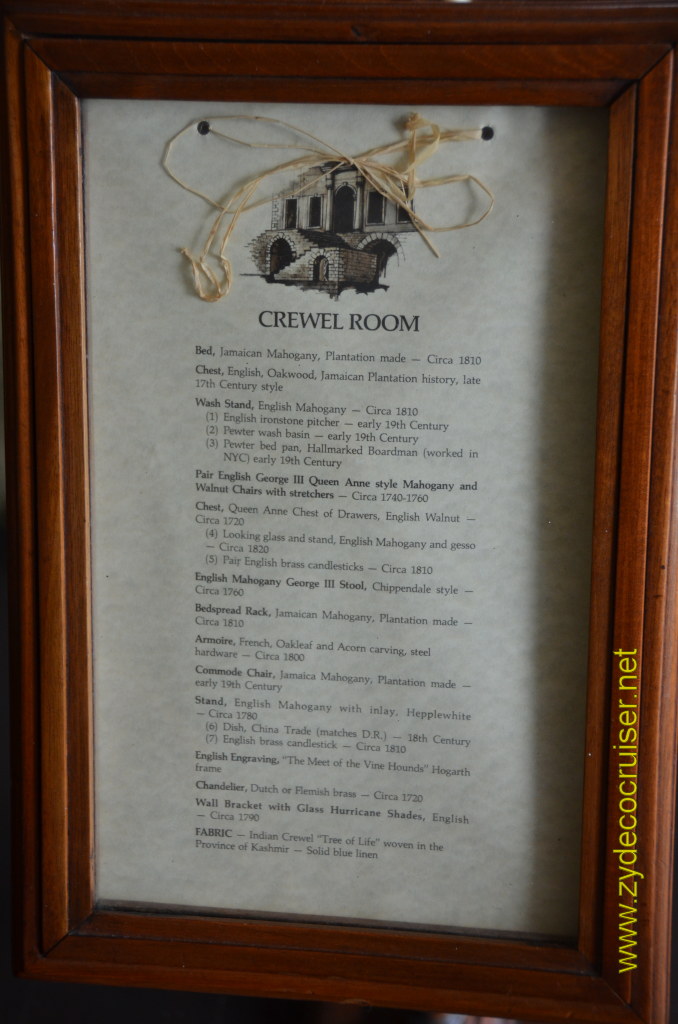 CREWEL ROOM
Bed, Jamaican Mahogany, Plantation made — Circa 1810
Chest, English, Oakwood, Jamaican Plantation history, late
17th Century style
Wash Stand, English Mahogany — Circa 1810
(1) English ironstone pitcher — early 19th Century
(2) Pewter wash basin — early 19th Century
(3) Pewter bed pan, Hallmarked Boardman (worked in
NYC) early 19th Century
Pair English George III Queen Anne style Mahogany and
Walnut Chairs with stretchers — Circa 1740-1760
Chest, Queen Anne Chest of Drawers, English Walnut —
Circa 1720
(4) Looking glass and stand, English Mahogany and gesso
— Circa 1820
(5) Pair English brass candlesticks — Circa 1810
English Mahogany George III Stool, Chippendale style —
Circa 1760
Bedspread Rack, Jamaican Mahogany, Plantation made —
Circa 1810
Armoire, French, Oakleaf and Acorn carving, steel
hardware — Circa 1800
Commode Chair, Jamaica Mahogany, Plantation made —
early 19th Century
Stand, English Mahogany with inlay, Hepplewhite
— Circa 1780
(6) Dish, China Trade (matches D.R.) — 18th Century
(7) English brass candlestick — Circa 1810
English Engraving, "The Meet of the Vine Hounds" Hogarth
frame
Chandelier, Dutch or Flemish brass — Circa 1720
Wall Bracket with Glass Hurricane Shades, English
— Circa 1790
FABRIC — Indian Crewel "Tree of Life" woven in the
Province of Kashmir — Solid blue linen
www.zydecocruiser.net